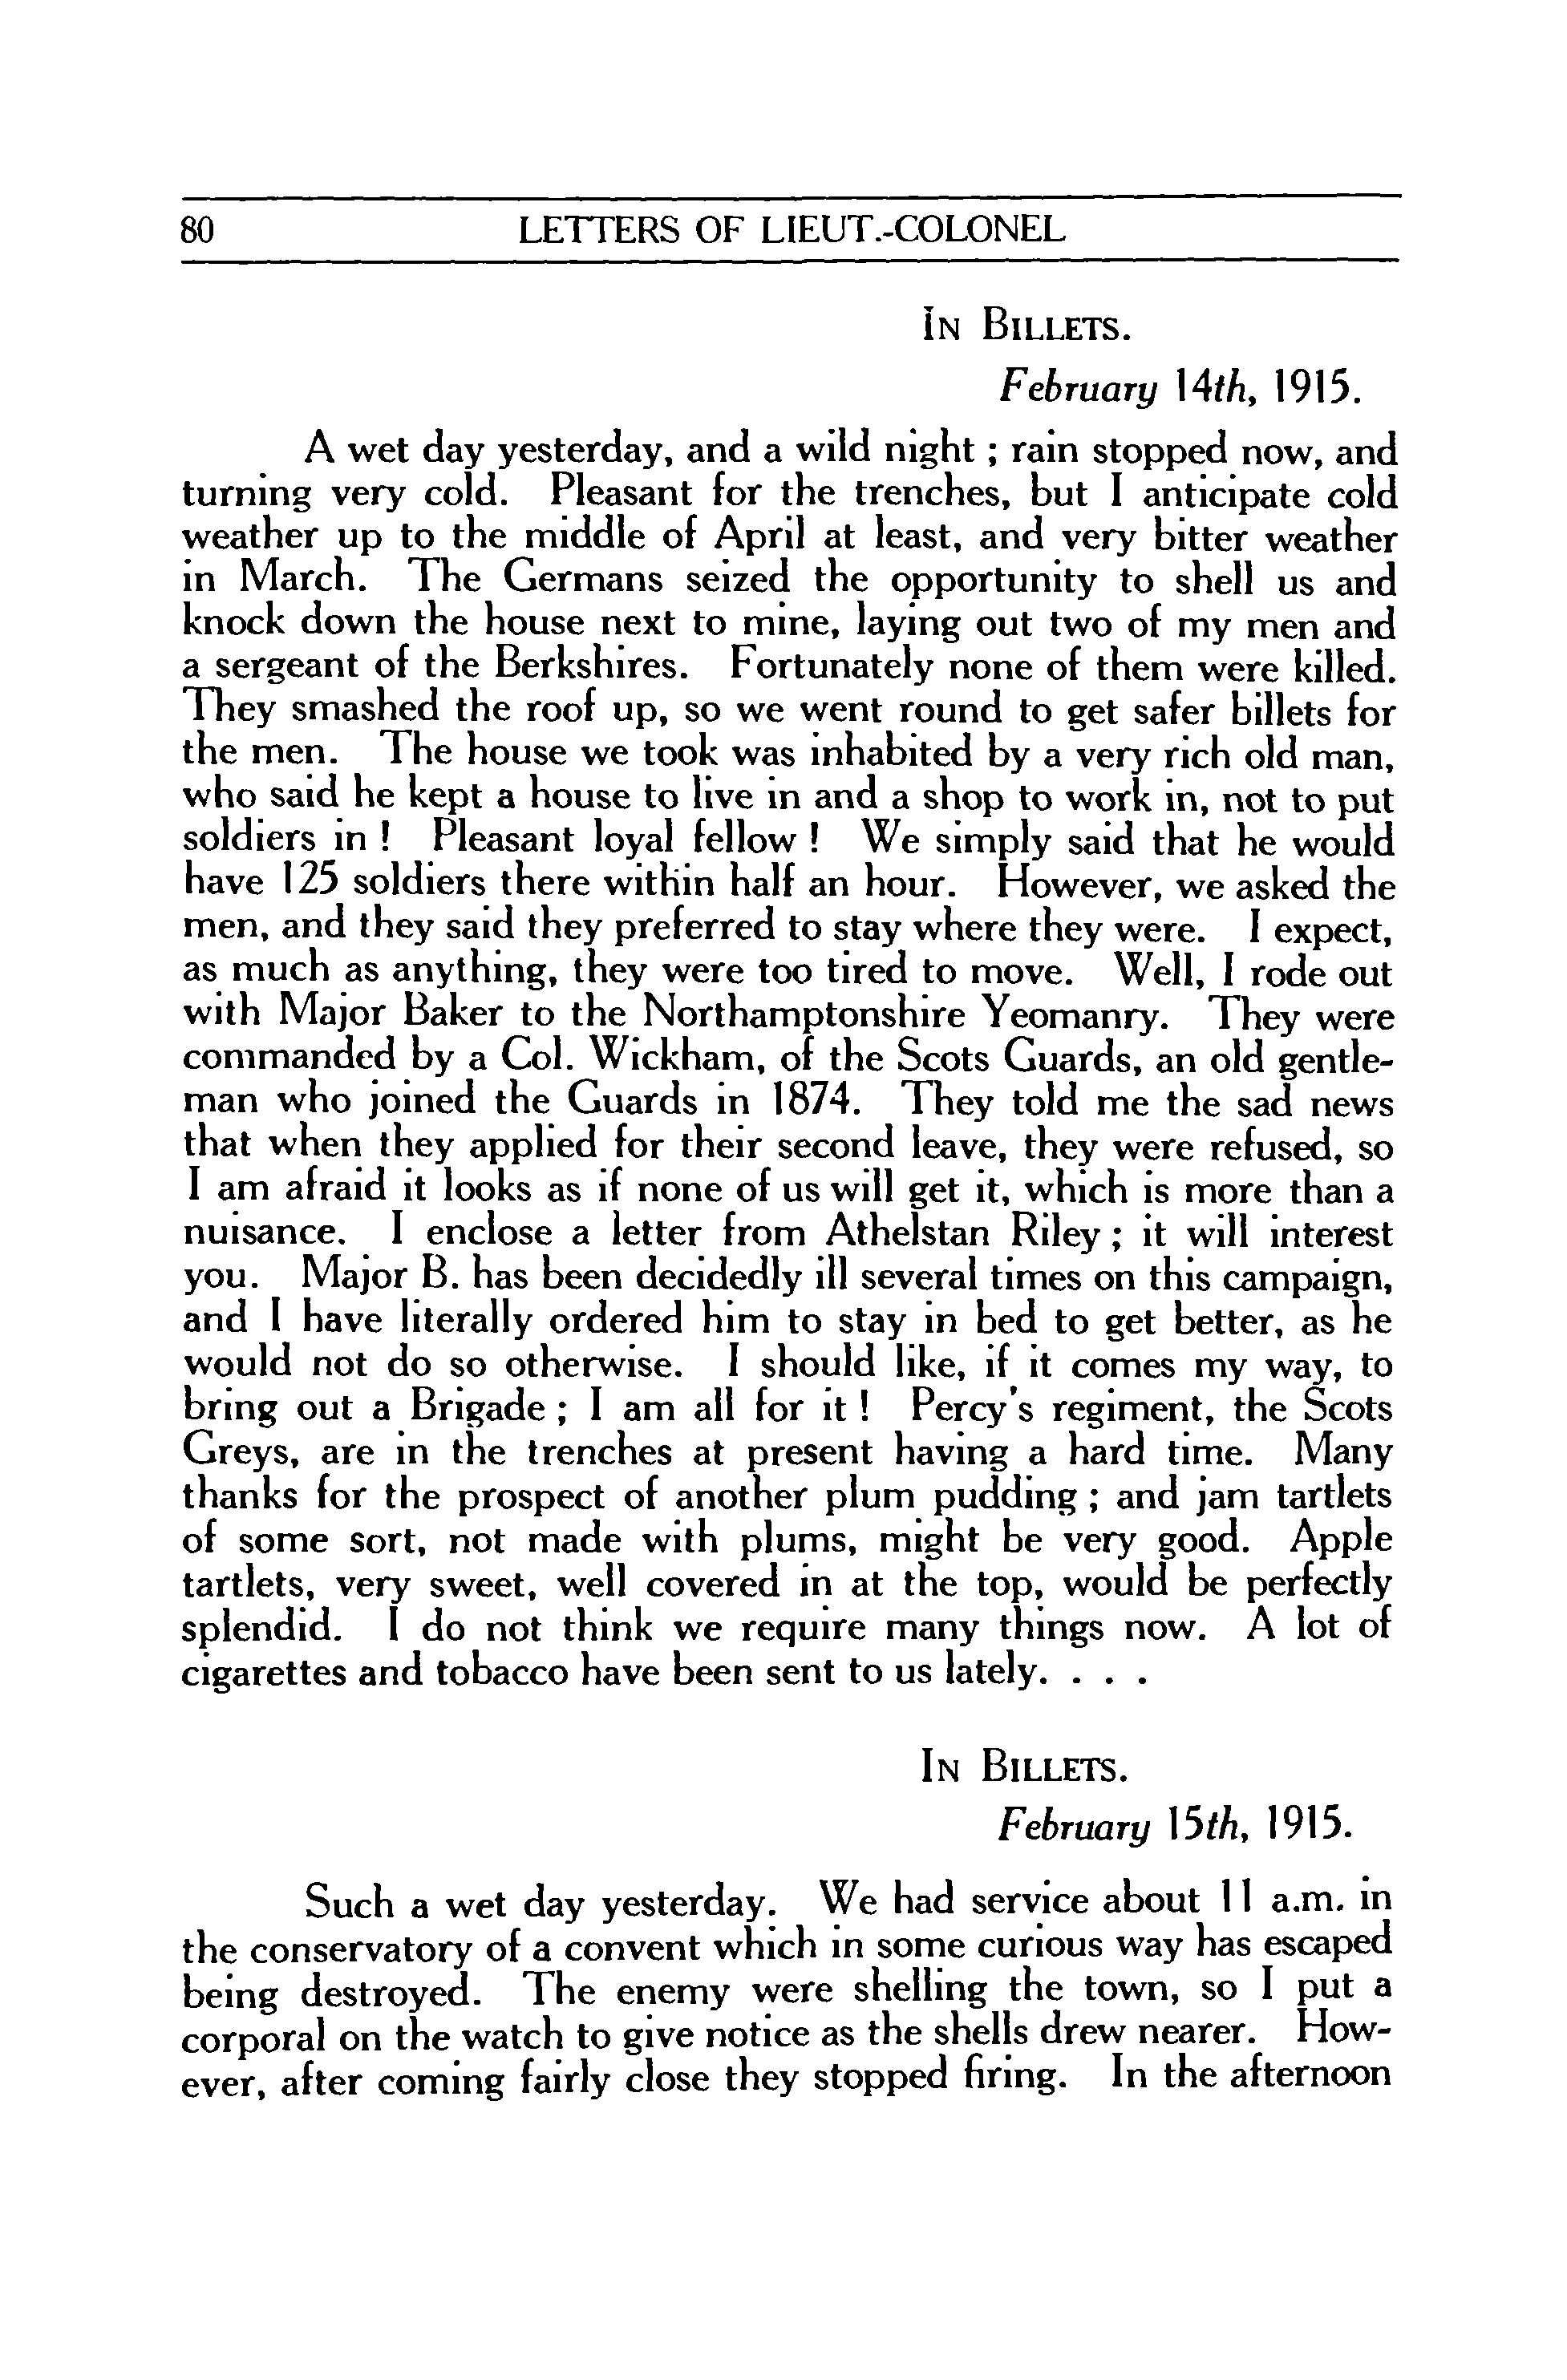 80 LETTERS OF LIEUT.-COLONEL
IN BILLETS.
February 14th, 1915.
A wet day yesterday, and a wild night ; rain stopped now, and
turning very cold. Pleasant for the trenches, but I anticipate cold
weather up to the middle of April at least, and very bitter weather
in March. The Germans seized the opportunity to shell us and
knock down the house next to mine, laying out two of my men and
a sergeant of the Berkshires. Fortunately none of them were killed.
They smashed the roof up, so we went round to get safer billets for
the men. The house we took was inhabited by a very rich old man,
who said he kept a house to live in and a shop to work in, not to put
soldiers in ! Pleasant loyal fellow ! We simply said that he would
have 125 soldiers there within half an hour. However, we asked the
men, and they said they preferred to stay where they were. I expect,
as much as anything, they were too tired to move. Well, I rode out
with Major Baker to the Northamptonshire Yeomanry. They were
commanded by a Col. Wickham, of the Scots Guards, an old gentle-
man who joined the Guards in 1874. They told me the sad news
that when they applied for their second leave, they were refused, so
I am afraid it looks as if none of us will get it, which is more than a
nuisance. I enclose a letter from Athelstan Riley ; it will interest
you. Major B. has been decidedly ill several times on this campaign,
and I have literally ordered him to stay in bed to get better, as he
would not do so otherwise. I should like, if it comes my way, to
bring out a Brigade ; I am all for it ! Percy's regiment, the Scots
Greys, are in the trenches at present having a hard time. Many
thanks for the prospect of another plum pudding ; and jam tartlets
of some sort, not made with plums, might be very good. Apple
tartlets, very sweet, well covered in at the top, would be perfectly
splendid. I do not think we require many things now. A lot of
cigarettes and tobacco have been sent to us lately. . . .
IN BILLETS.
February 15th, 1915.
Such a wet day yesterday. We had service about 11 a.m. in
the conservatory of a convent which in some curious way has escaped
being destroyed. The enemy were shelling the town, so I put a
corporal on the watch to give notice as the shells drew nearer. How-
ever, after coming fairly close they stopped firing. In the afternoon